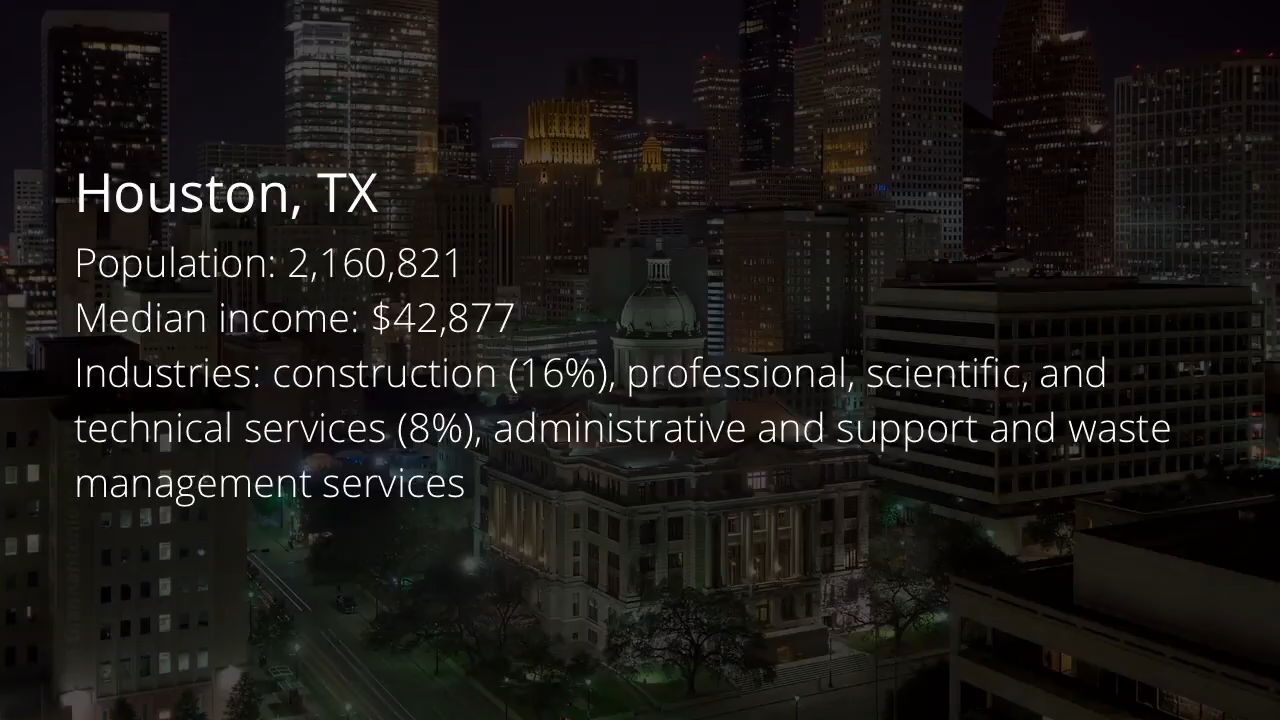 Houston, TX
Population: 2,160,821
Median income: $42,877
Industries: construction (16%), professional, scientific, and
technical services (8%), administrative and support and waste
management services